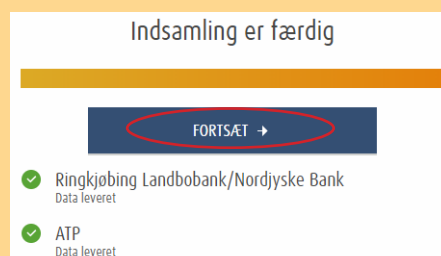 Indsamling er færdig
FORTSÆT →
Ringkjøbing Landbobank/Nordjyske Bank
Data leveret
ATP
Data leveret